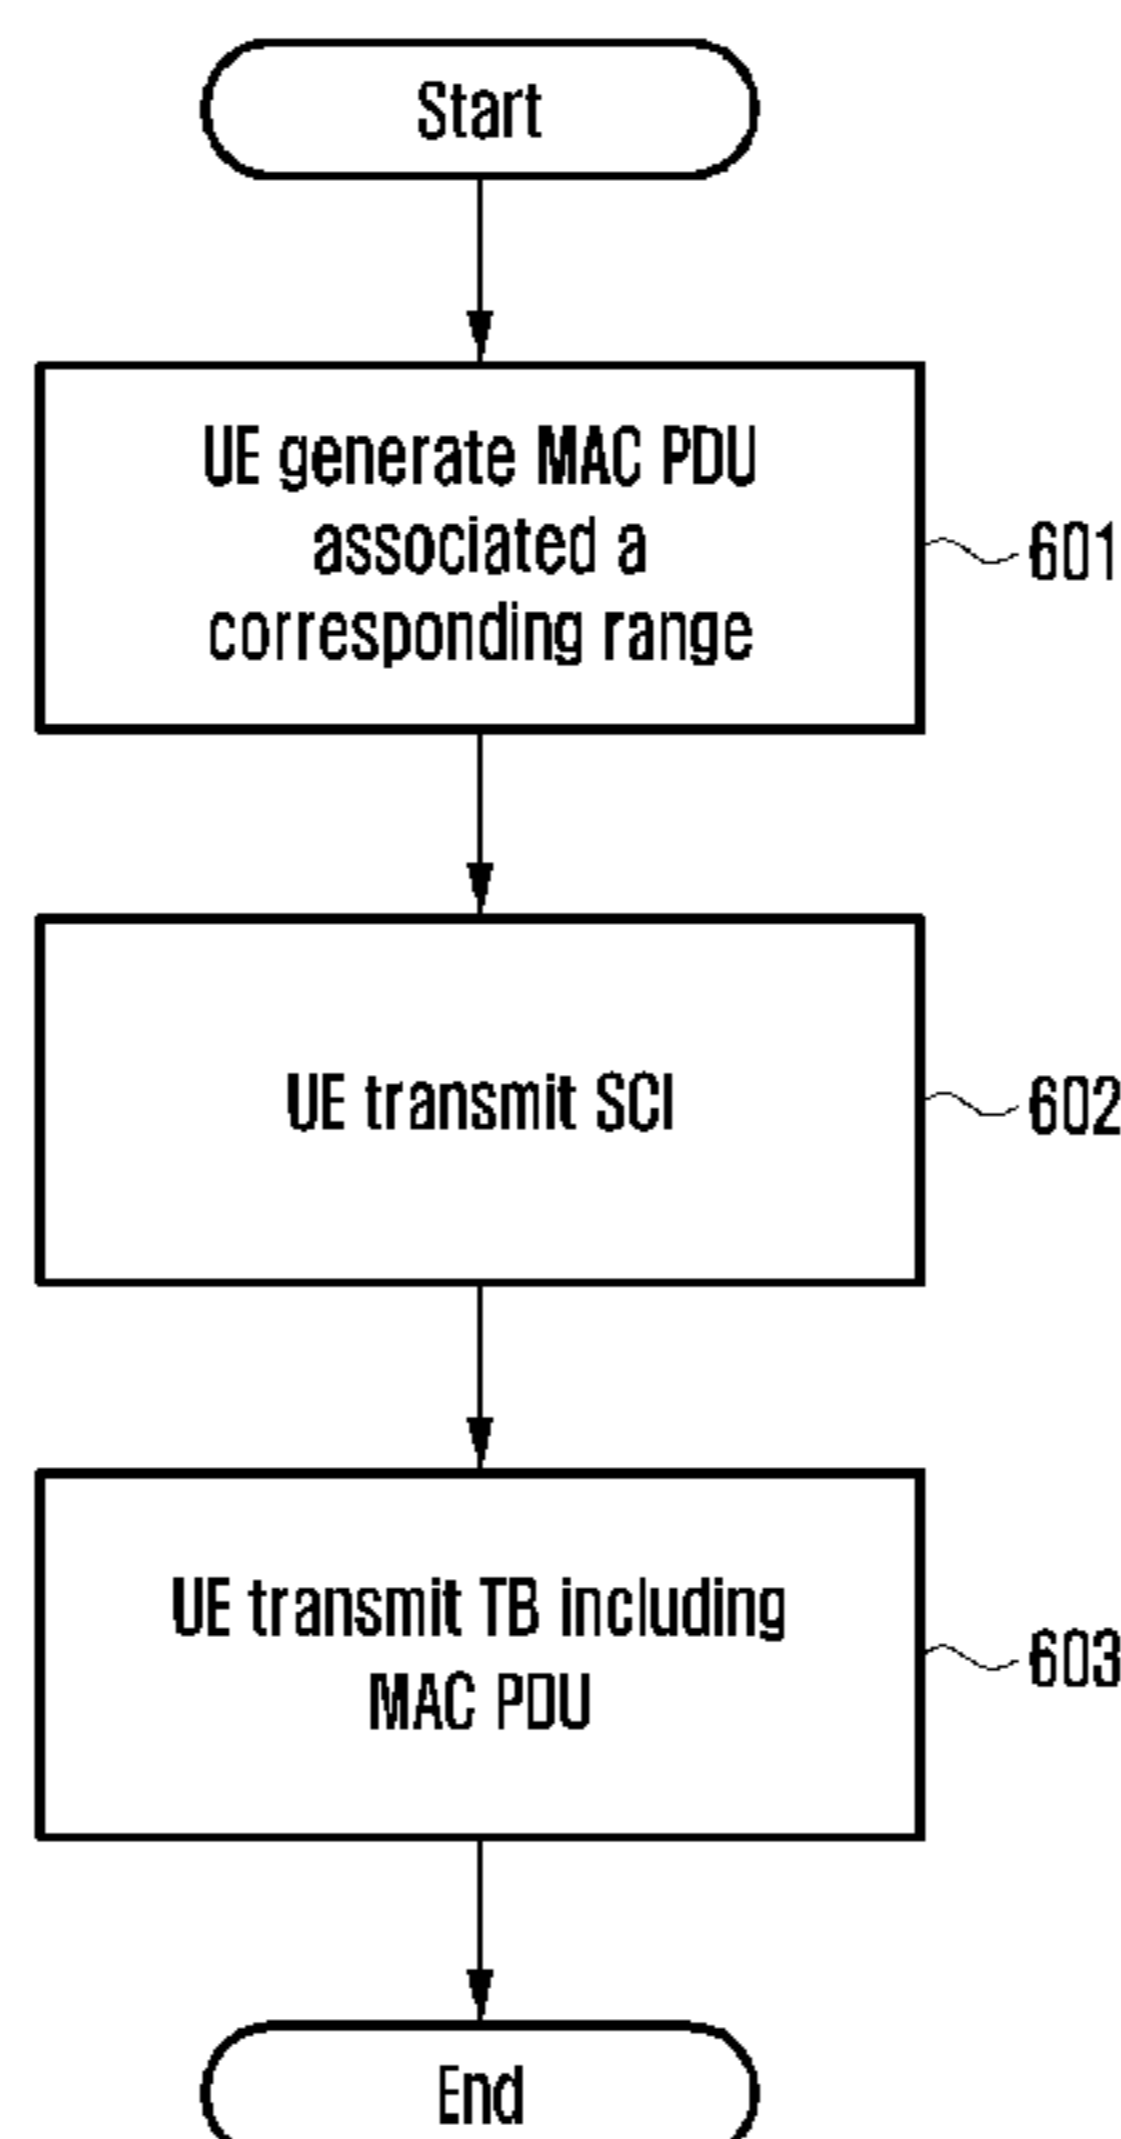 Start
UE generate MAC PDU
associated a
corresponding range
601
UE transmit SCI
602
UE transmit TB including
MAC PDU
603
End